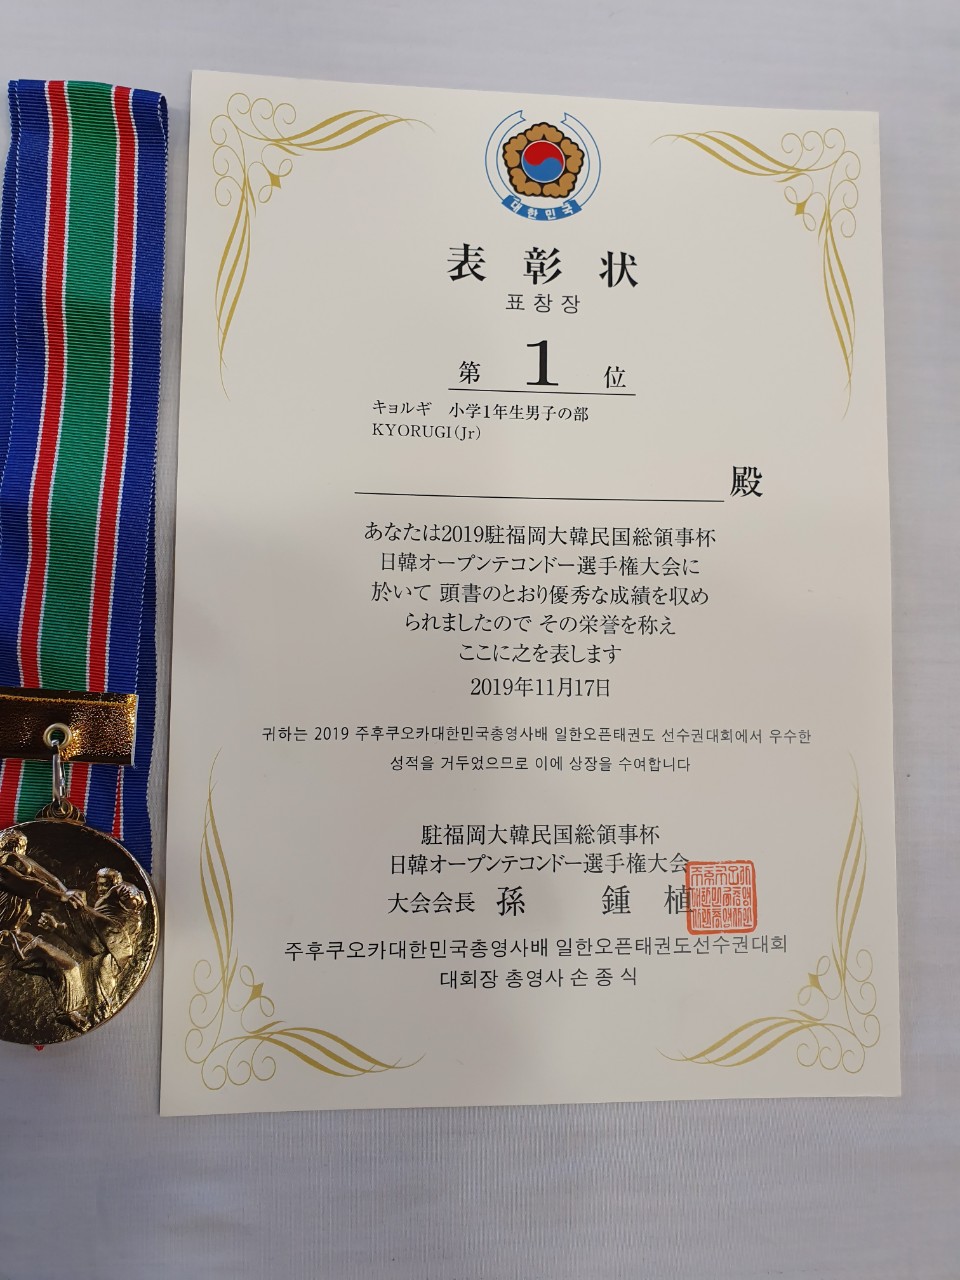 대한민국
表彰状
표창장
第 1 位
キョルギ 小学1年生男子の部
KYORUGI(Jr)
殿
あなたは2019駐福岡大韓民国総領事杯
日韓オープンテコンドー選手権大会に
於いて 頭書のとおり優秀な成績を収め
られましたので その栄誉を称え
ここに之を表します
2019年11月17日
귀하는 2019 주후쿠오카대한민국총영사배 일한오픈태권도 선수권대회에서 우수한
성적을 거두었으므로 이에 상장을 수여합니다
駐福岡大韓民国総領事杯
日韓オープンテコンドー選手権大会
大会会長 孫 鍾 植
주후쿠오카대한민국총영사배 일한오픈태권도선수권대회
대회장 총영사 손종식